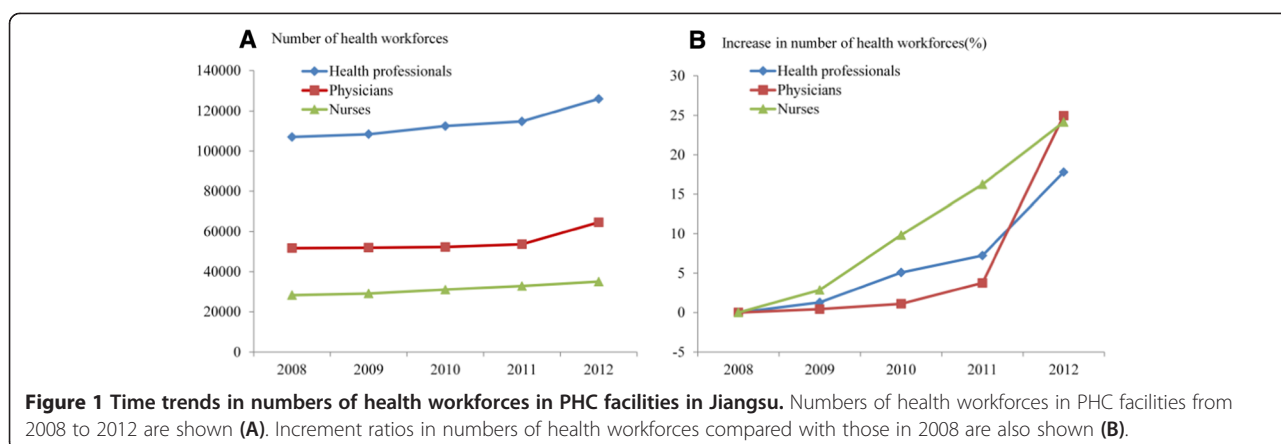 A Number of health workforces
140000
120000
100000
80000
60000
40000
20000
0
Health professionals
Physicians
Nurses
2008 2009 2010 2011 2012
B Increase in number of health workforces(%)
30
25
20
15
10
5
0
-5
Health professionals
Physicians
Nurses
2008 2009 2010 2011 2012
Figure 1 Time trends in numbers of health workforces in PHC facilities in Jiangsu. Numbers of health workforces in PHC facilities from
2008 to 2012 are shown (A). Increment ratios in numbers of health workforces compared with those in 2008 are also shown (B).